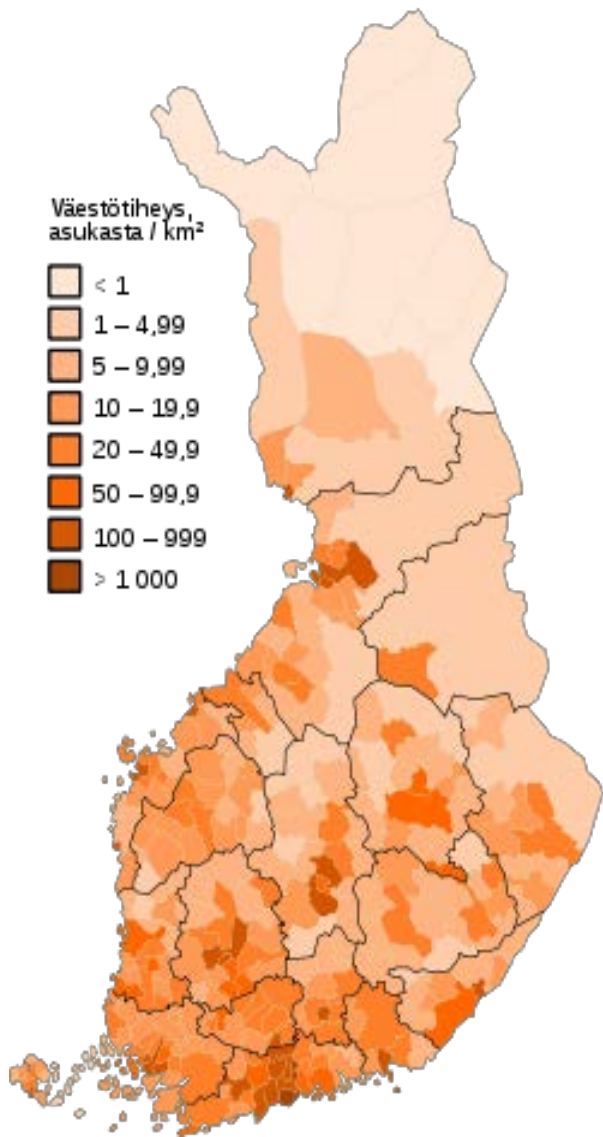 Väestötiheys,
asukasta / km²
< 1
1 – 4,99
5 – 9,99
10 – 19,9
20 – 49,9
50 – 99,9
100 – 999
> 1 000